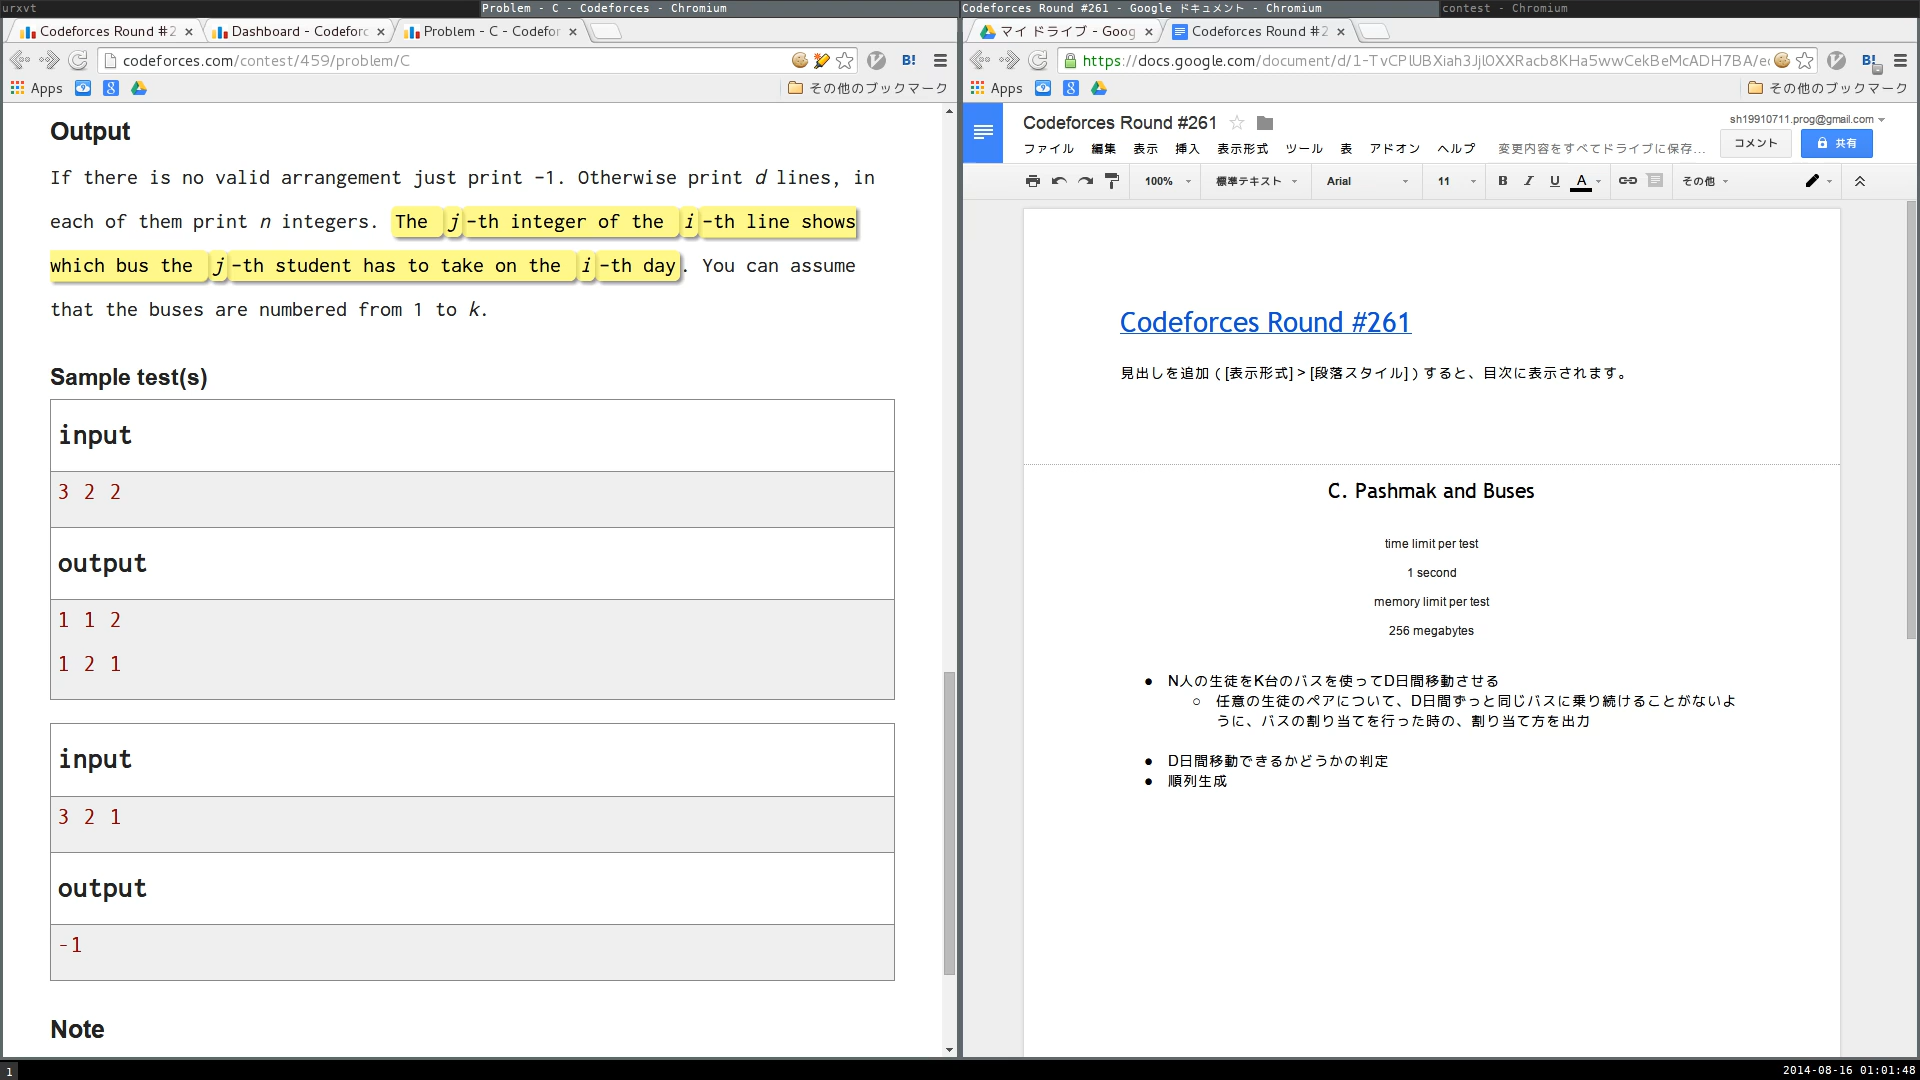 urxvt
Problem - C - Codeforces - Chromium
Codeforces Round #261 - Google ドキュメント - Chromium
contest - Chromium
Codeforces Round #2
Dashboard - Codeforc
Problem - C - Codefor
codeforces.com/contest/459/problem/C
B!
Apps
その他のブックマーク
Output
If there is no valid arrangement just print -1. Otherwise print d lines, in
each of them print n integers. The j-th integer of the i-th line shows
which bus the j-th student has to take on the i-th day. You can assume
that the buses are numbered from 1 to k.
Sample test(s)
input
3 2 2
output
1 1 2
1 2 1
input
3 2 1
output
-1
Note
マイ ドライブ - Goog
Codeforces Round #2
B!
Apps
その他のブックマーク
Codeforces Round #261
sh19910711.prog@gmail.com
ファイル 編集 表示 挿入 表示形式 ツール 表 アドオン ヘルプ 変更内容をすべてドライブに保存...
コメント
共有
100% 標準テキスト Arial 11 B I U A その他
Codeforces Round #261
見出しを追加 ( [表示形式] > [段落スタイル] ) すると、目次に表示されます。
C. Pashmak and Buses
time limit per test
1 second
memory limit per test
256 megabytes
● N人の生徒をK台のバスを使ってD日間移動させる
○ 任意の生徒のペアについて、D日間ずっと同じバスに乗り続けることがないよ
うに、バスの割り当てを行った時の、割り当て方を出力
● D日間移動できるかどうかの判定
● 順列生成
1
2014-08-16 01:01:48